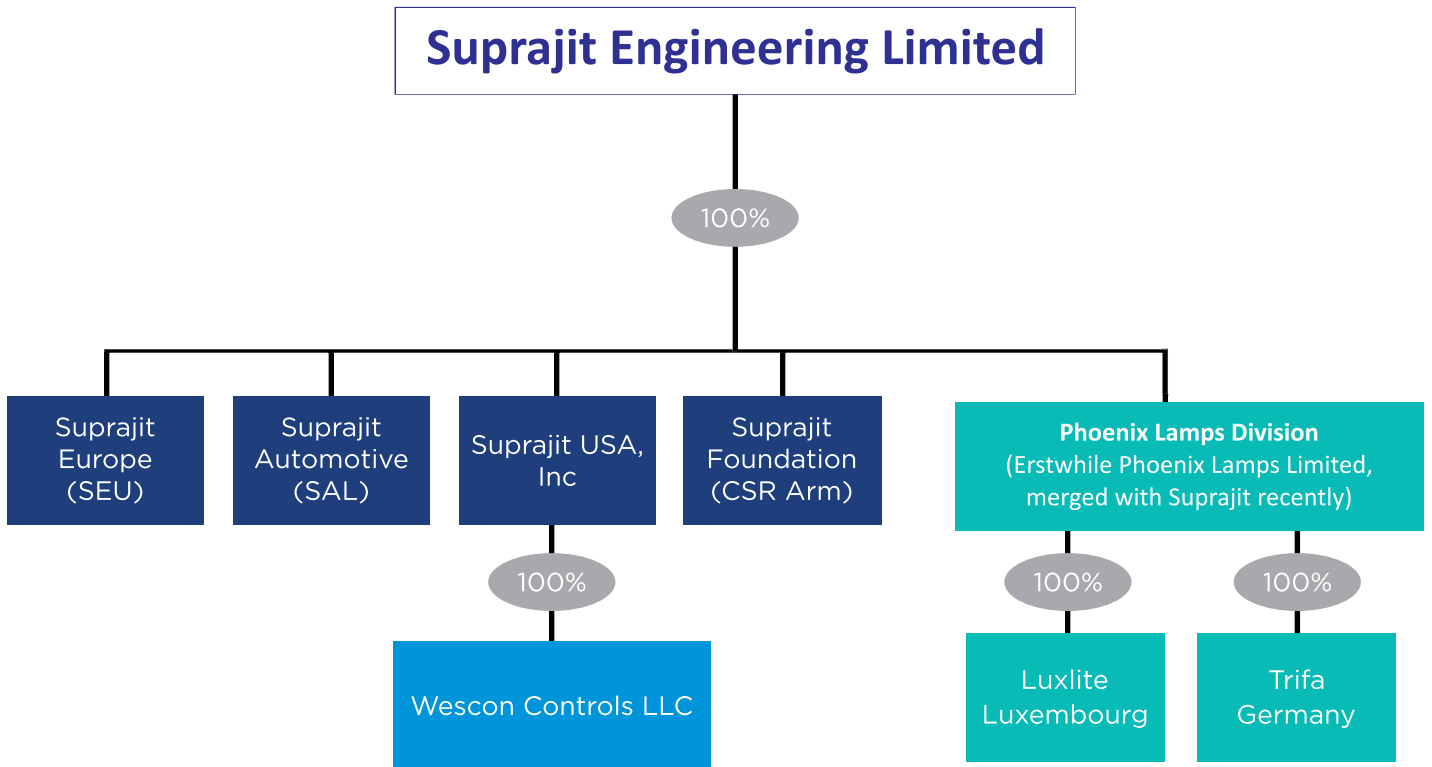 Suprajit Engineering Limited
100%
Suprajit
Europe
(SEU)
Suprajit
Automotive
(SAL)
Suprajit USA,
Inc
Suprajit
Foundation
(CSR Arm)
Phoenix Lamps Division
(Erstwhile Phoenix Lamps Limited,
merged with Suprajit recently)
100%
100%
100%
Wescon Controls LLC
Luxlite
Luxembourg
Trifa
Germany